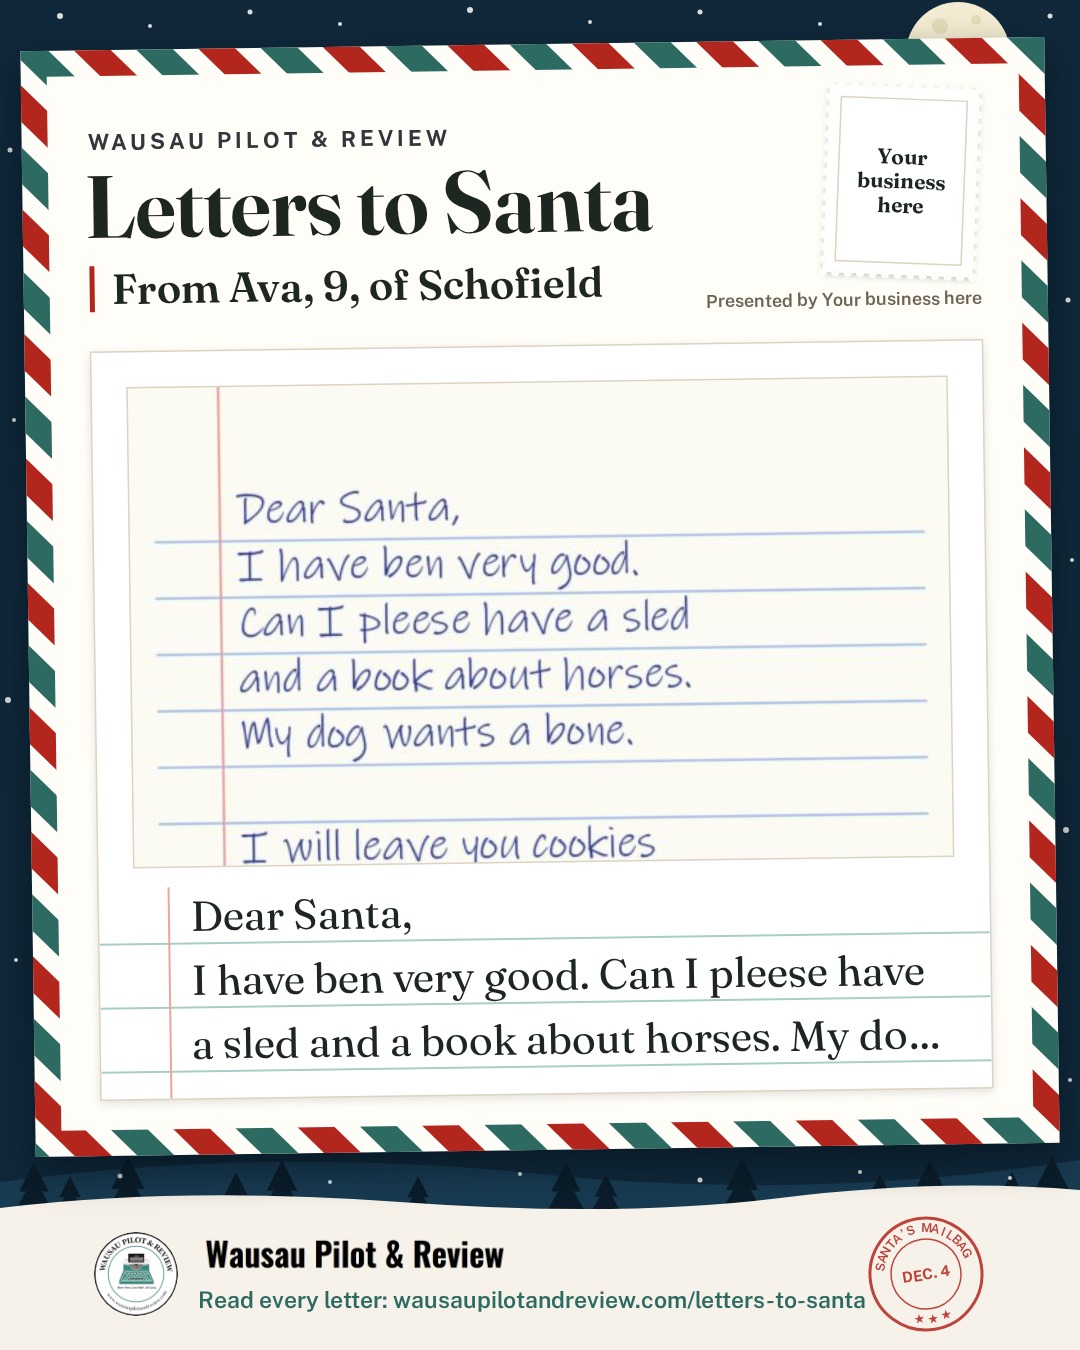 WAUSAU PILOT & REVIEW
Letters to Santa
From Ava, 9, of Schofield
Your
business
here
Presented by Your business here
Dear Santa,
I have ben very good.
Can I pleese have a sled
and a book about horses.
My dog wants a bone.
I will leave you cookies
Dear Santa,
I have ben very good. Can I pleese have
a sled and a book about horses. My do...
WAUSAU PILOT & REVIEW
Wausau Pilot & Review
Read every letter: wausaupilotandreview.com/letters-to-santa
SANTA'S MAILBAG
DEC. 4